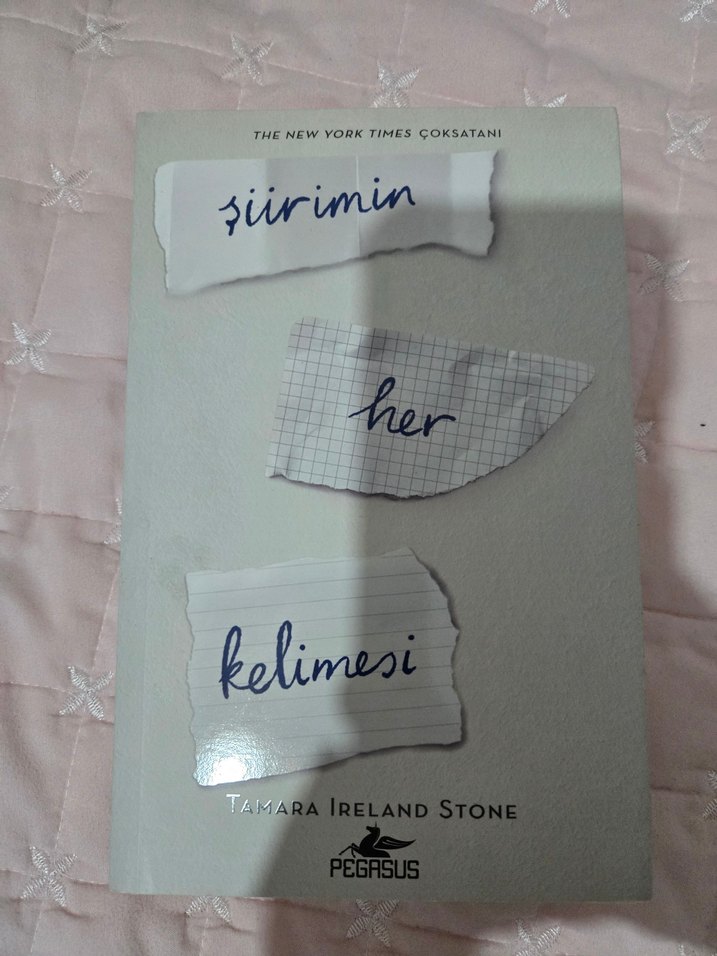 THE NEW YORK TIMES ÇOKSATANI
şiirimin
her
kelimesi
TAMARA IRELAND STONE
PEGASUS